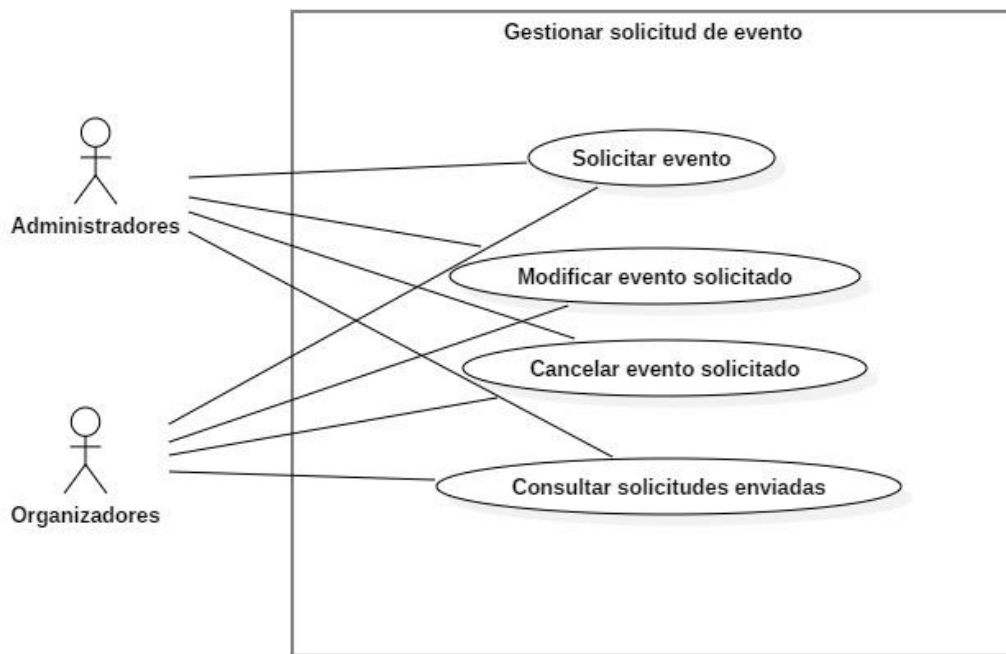 Gestionar solicitud de evento
Solicitar evento
Administradores
Modificar evento solicitado
Cancelar evento solicitado
Consultar solicitudes enviadas
Organizadores